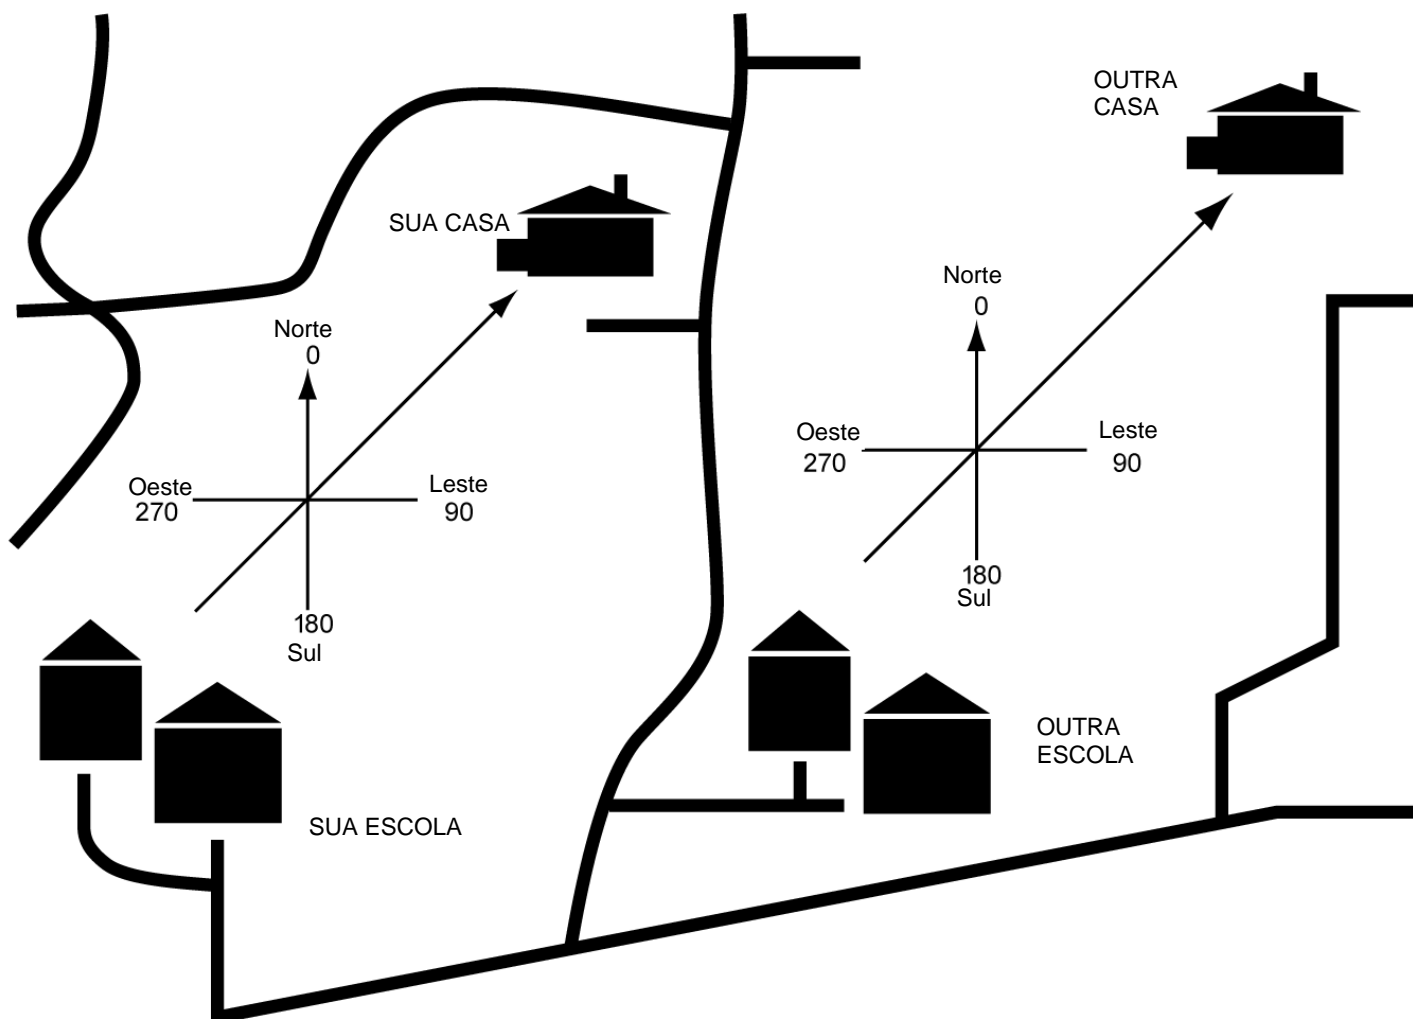 OUTRA
CASA
SUA CASA
Norte
0
Norte
0
Oeste
270
Leste
90
Oeste
270
Leste
90
180
Sul
180
Sul
OUTRA
ESCOLA
SUA ESCOLA